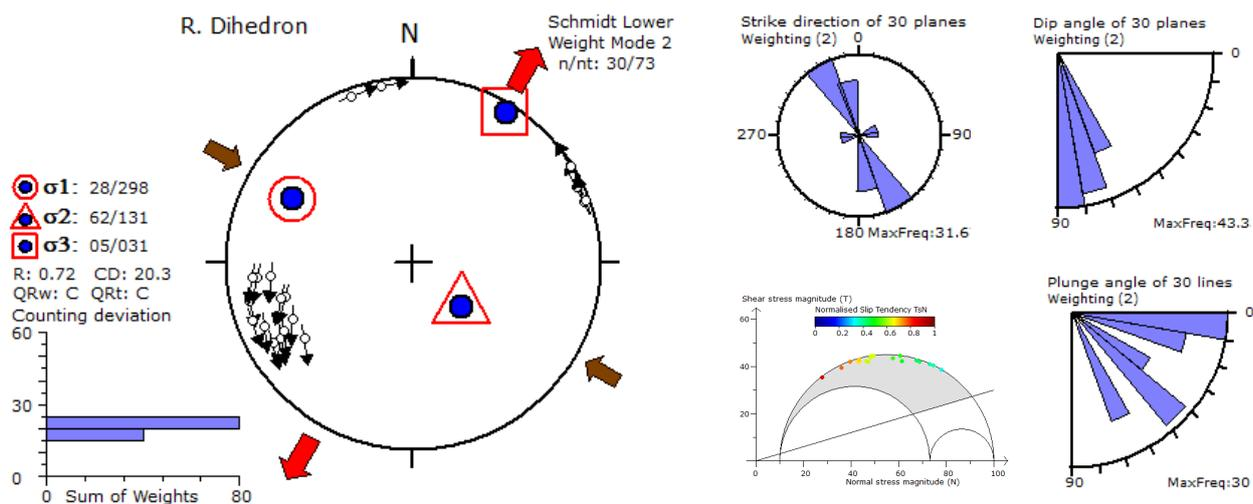 R. Dihedron
N
Schmidt Lower
Weight Mode 2
n/nt: 30/73
σ1: 28/298
σ2: 62/131
σ3: 05/031
R: 0.72 CD: 20.3
QRw: C QRt: C
Counting deviation
60
30
0
0 Sum of Weights 80
Strike direction of 30 planes
Weighting (2) 0
270
90
180 MaxFreq:31.6
Dip angle of 30 planes
Weighting (2)
0
90
MaxFreq:43.3
Shear stress magnitude (T)
60
Normalised Slip Tendency TsN
0 0.2 0.4 0.6 0.8 1
40
20
0 20 40 60 80 100
Normal stress magnitude (N)
Plunge angle of 30 lines
Weighting (2)
0
90
MaxFreq:30